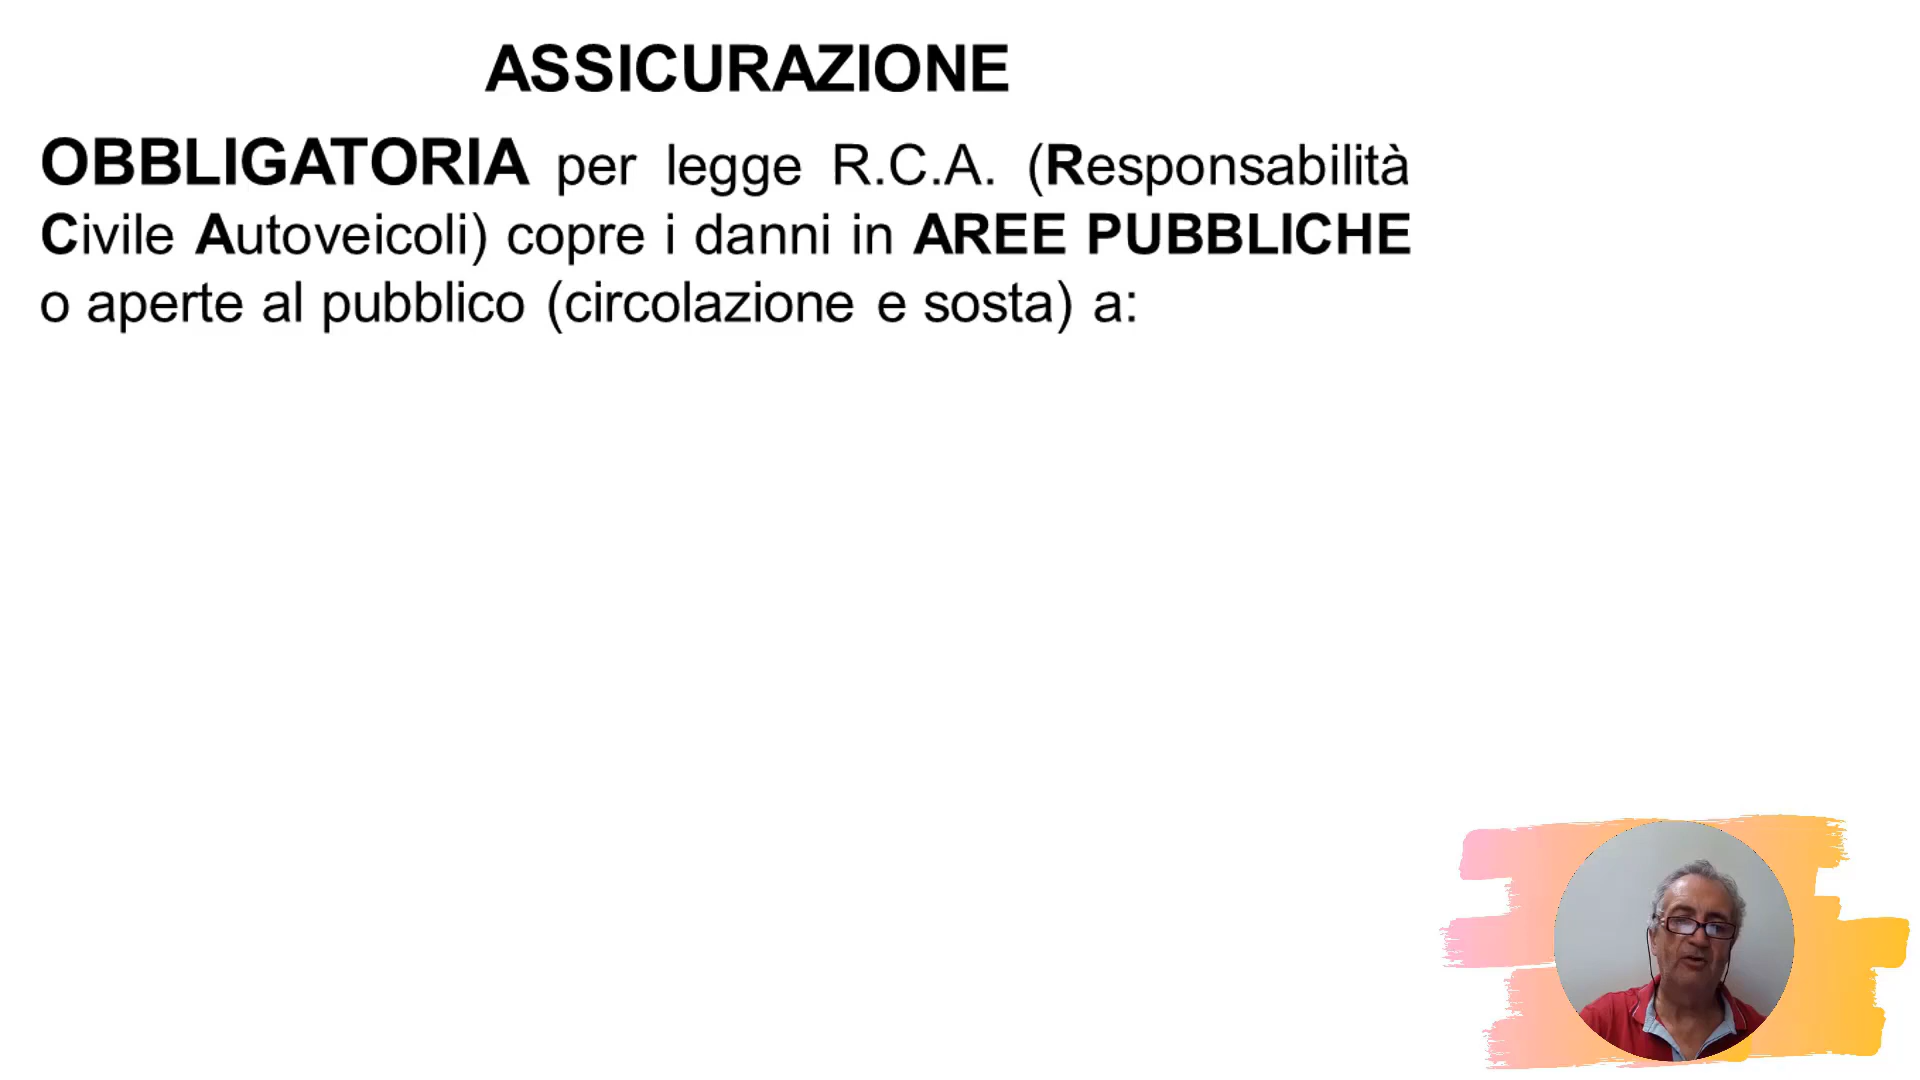 ASSICURAZIONE
OBBLIGATORIA per legge R.C.A. (Responsabilità
Civile Autoveicoli) copre i danni in AREE PUBBLICHE
o aperte al pubblico (circolazione e sosta) a: